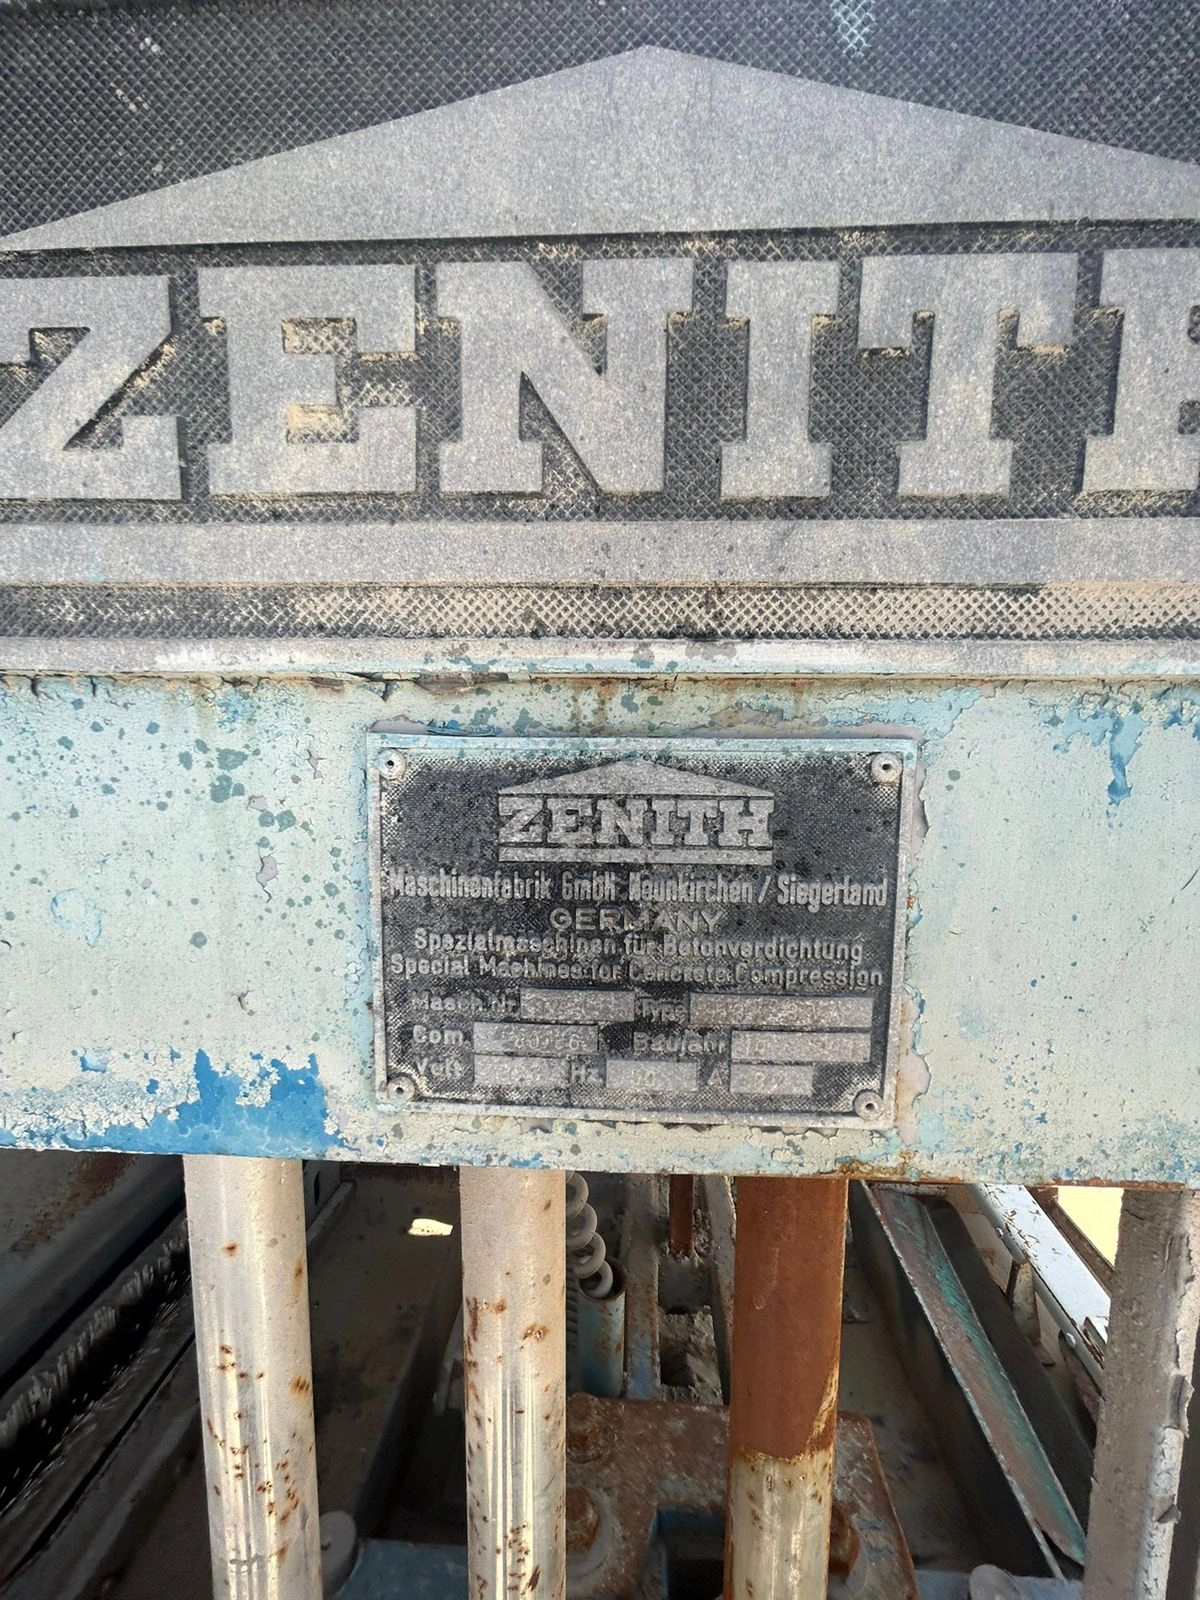 ZENITH
ZENITH
Maschinenfabrik GmbH Neunkirchen / Siegerland
GERMANY
Spezialmaschinen für Betonverdichtung
Special Machines for Concrete Compression
Masch.Nr. Type
Com. Baujahr
Volt Hz A